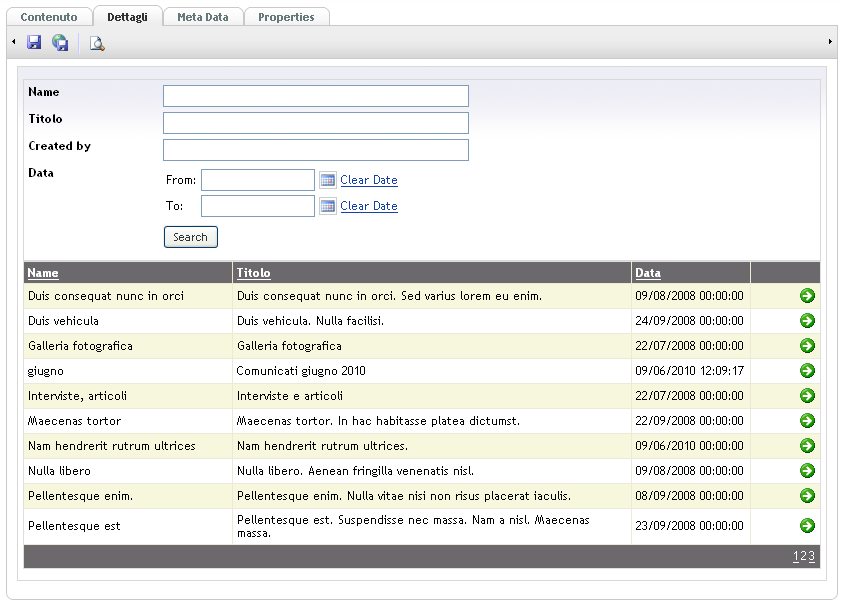 Contenuto Dettagli Meta Data Properties
Name
Titolo
Created by
Data
From: Clear Date
To: Clear Date
Search
Name Titolo Data
Duis consequat nunc in orci Duis consequat nunc in orci. Sed varius lorem eu enim. 09/08/2008 00:00:00
Duis vehicula Duis vehicula. Nulla facilisi. 24/09/2008 00:00:00
Galleria fotografica Galleria fotografica 22/07/2008 00:00:00
giugno Comunicati giugno 2010 09/06/2010 12:09:17
Interviste, articoli Interviste e articoli 22/07/2008 00:00:00
Maecenas tortor Maecenas tortor. In hac habitasse platea dictumst. 22/09/2008 00:00:00
Nam hendrerit rutrum ultrices Nam hendrerit rutrum ultrices. 09/06/2010 00:00:00
Nulla libero Nulla libero. Aenean fringilla venenatis nisl. 09/08/2008 00:00:00
Pellentesque enim. Pellentesque enim. Nulla vitae nisi non risus placerat iaculis. 08/09/2008 00:00:00
Pellentesque est Pellentesque est. Suspendisse nec massa. Nam a nisl. Maecenas massa. 23/09/2008 00:00:00
123